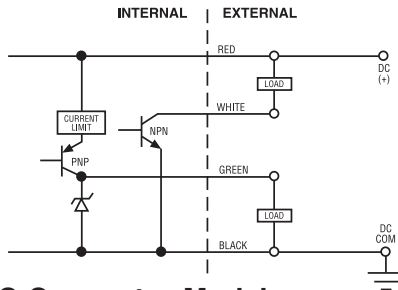 INTERNAL EXTERNAL
RED
DC
(+)
LOAD
WHITE
CURRENT
LIMIT
NPN
PNP
GREEN
LOAD
DC
COM
BLACK